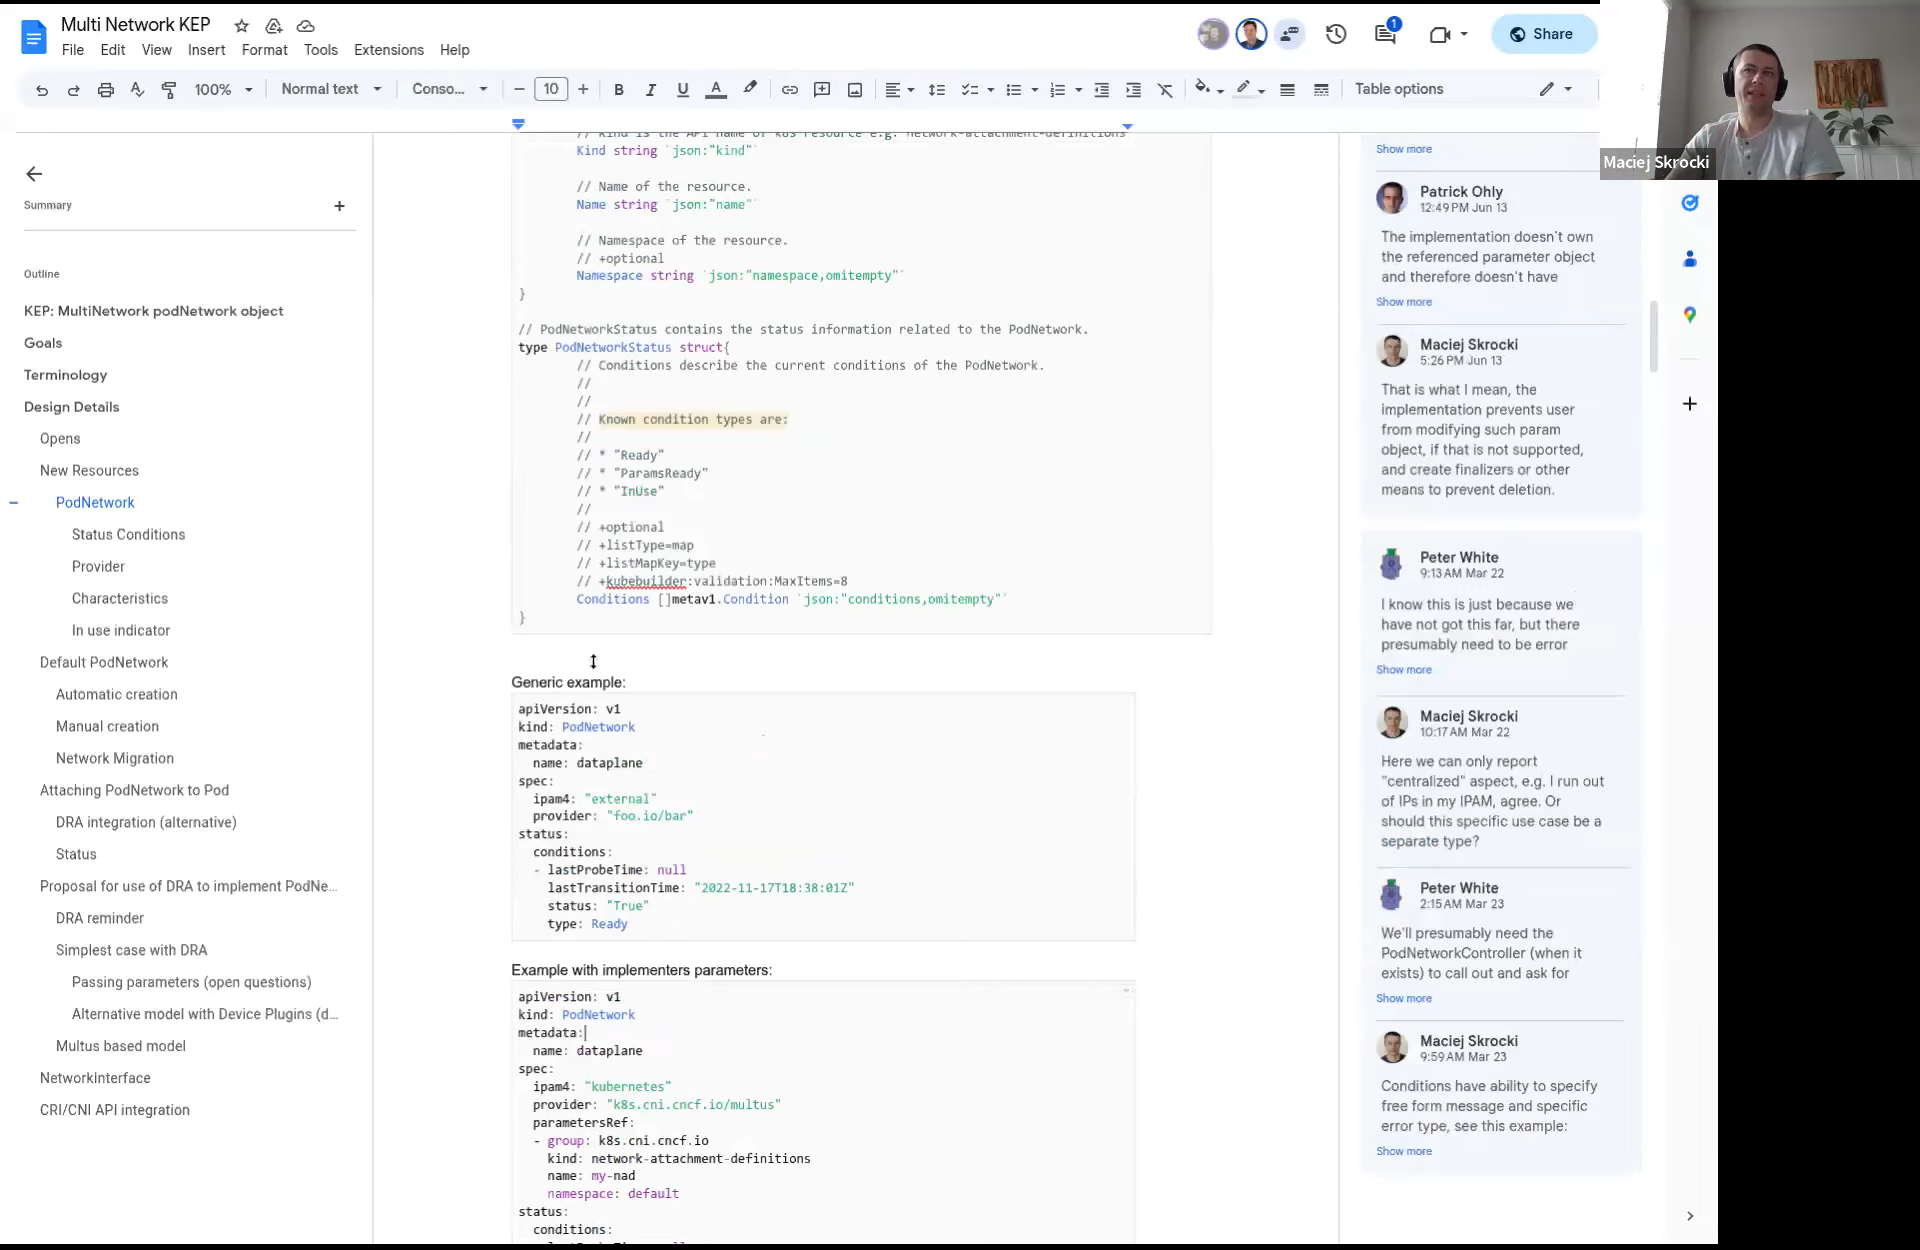 Multi Network KEP
File Edit View Insert Format Tools Extensions Help
1
Share
100% Normal text Conso... 10 B I U A Table options
Maciej Skrocki
Summary
Outline
KEP: MultiNetwork podNetwork object
Goals
Terminology
Design Details
Opens
New Resources
PodNetwork
Status Conditions
Provider
Characteristics
In use indicator
Default PodNetwork
Automatic creation
Manual creation
Network Migration
Attaching PodNetwork to Pod
DRA integration (alternative)
Status
Proposal for use of DRA to implement PodNe...
DRA reminder
Simplest case with DRA
Passing parameters (open questions)
Alternative model with Device Plugins (d...
Multus based model
NetworkInterface
CRI/CNI API integration
// Kind is the API name of k8s resource e.g. network-attachment-definitions
Kind string `json:"kind"`
// Name of the resource.
Name string `json:"name"`
// Namespace of the resource.
// +optional
Namespace string `json:"namespace,omitempty"`
}
// PodNetworkStatus contains the status information related to the PodNetwork.
type PodNetworkStatus struct{
// Conditions describe the current conditions of the PodNetwork.
//
//
// Known condition types are:
//
// * "Ready"
// * "ParamsReady"
// * "InUse"
//
// +optional
// +listType=map
// +listMapKey=type
// +kubebuilder:validation:MaxItems=8
Conditions []metav1.Condition `json:"conditions,omitempty"`
}
Generic example:
apiVersion: v1
kind: PodNetwork
metadata:
name: dataplane
spec:
ipam4: "external"
provider: "foo.io/bar"
status:
conditions:
- lastProbeTime: null
lastTransitionTime: "2022-11-17T18:38:01Z"
status: "True"
type: Ready
Example with implementers parameters:
apiVersion: v1
kind: PodNetwork
metadata:
name: dataplane
spec:
ipam4: "kubernetes"
provider: "k8s.cni.cncf.io/multus"
parametersRef:
- group: k8s.cni.cncf.io
kind: network-attachment-definitions
name: my-nad
namespace: default
status:
conditions:
Show more
Patrick Ohly
12:49 PM Jun 13
The implementation doesn't own
the referenced parameter object
and therefore doesn't have
Show more
Maciej Skrocki
5:26 PM Jun 13
That is what I mean, the
implementation prevents user
from modifying such param
object, if that is not supported,
and create finalizers or other
means to prevent deletion.
Peter White
9:13 AM Mar 22
I know this is just because we
have not got this far, but there
presumably need to be error
Show more
Maciej Skrocki
10:17 AM Mar 22
Here we can only report
"centralized" aspect, e.g. I run out
of IPs in my IPAM, agree. Or
should this specific use case be a
separate type?
Peter White
2:15 AM Mar 23
We'll presumably need the
PodNetworkController (when it
exists) to call out and ask for
Show more
Maciej Skrocki
9:59 AM Mar 23
Conditions have ability to specify
free form message and specific
error type, see this example:
Show more